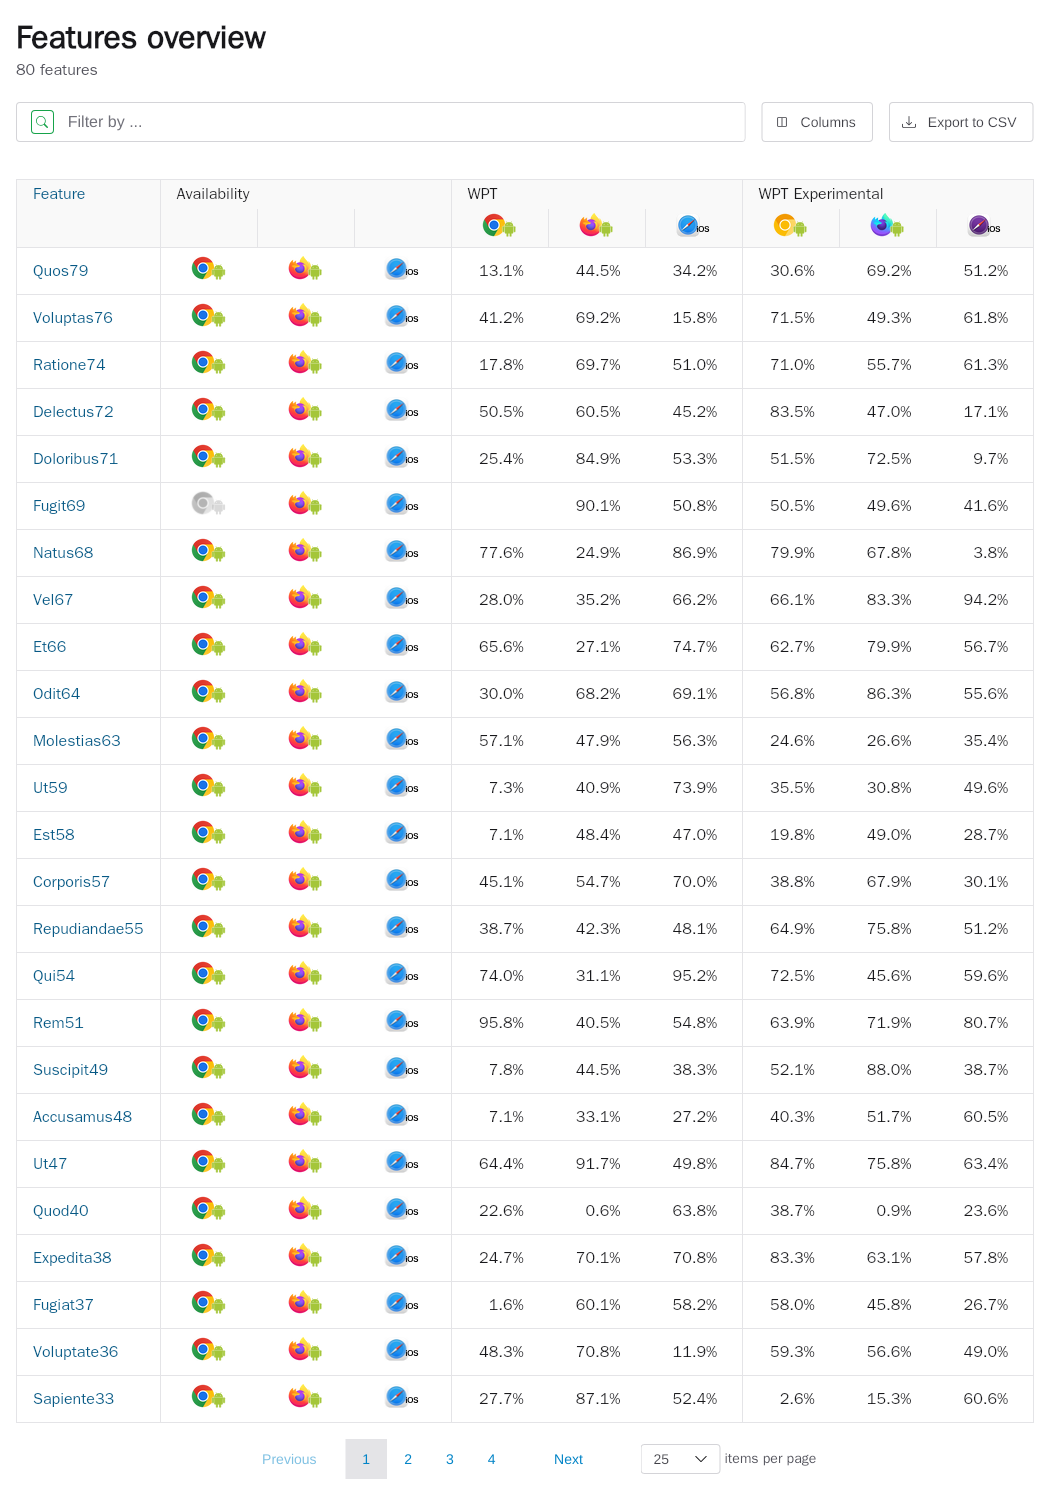 Features overview
80 features
Filter by ...
Columns
Export to CSV
Feature Availability WPT WPT Experimental
iOS iOS
Quos79 iOS 13.1% 44.5% 34.2% 30.6% 69.2% 51.2%
Voluptas76 iOS 41.2% 69.2% 15.8% 71.5% 49.3% 61.8%
Ratione74 iOS 17.8% 69.7% 51.0% 71.0% 55.7% 61.3%
Delectus72 iOS 50.5% 60.5% 45.2% 83.5% 47.0% 17.1%
Doloribus71 iOS 25.4% 84.9% 53.3% 51.5% 72.5% 9.7%
Fugit69 iOS 90.1% 50.8% 50.5% 49.6% 41.6%
Natus68 iOS 77.6% 24.9% 86.9% 79.9% 67.8% 3.8%
Vel67 iOS 28.0% 35.2% 66.2% 66.1% 83.3% 94.2%
Et66 iOS 65.6% 27.1% 74.7% 62.7% 79.9% 56.7%
Odit64 iOS 30.0% 68.2% 69.1% 56.8% 86.3% 55.6%
Molestias63 iOS 57.1% 47.9% 56.3% 24.6% 26.6% 35.4%
Ut59 iOS 7.3% 40.9% 73.9% 35.5% 30.8% 49.6%
Est58 iOS 7.1% 48.4% 47.0% 19.8% 49.0% 28.7%
Corporis57 iOS 45.1% 54.7% 70.0% 38.8% 67.9% 30.1%
Repudiandae55 iOS 38.7% 42.3% 48.1% 64.9% 75.8% 51.2%
Qui54 iOS 74.0% 31.1% 95.2% 72.5% 45.6% 59.6%
Rem51 iOS 95.8% 40.5% 54.8% 63.9% 71.9% 80.7%
Suscipit49 iOS 7.8% 44.5% 38.3% 52.1% 88.0% 38.7%
Accusamus48 iOS 7.1% 33.1% 27.2% 40.3% 51.7% 60.5%
Ut47 iOS 64.4% 91.7% 49.8% 84.7% 75.8% 63.4%
Quod40 iOS 22.6% 0.6% 63.8% 38.7% 0.9% 23.6%
Expedita38 iOS 24.7% 70.1% 70.8% 83.3% 63.1% 57.8%
Fugiat37 iOS 1.6% 60.1% 58.2% 58.0% 45.8% 26.7%
Voluptate36 iOS 48.3% 70.8% 11.9% 59.3% 56.6% 49.0%
Sapiente33 iOS 27.7% 87.1% 52.4% 2.6% 15.3% 60.6%
Previous 1 2 3 4 Next 25 items per page